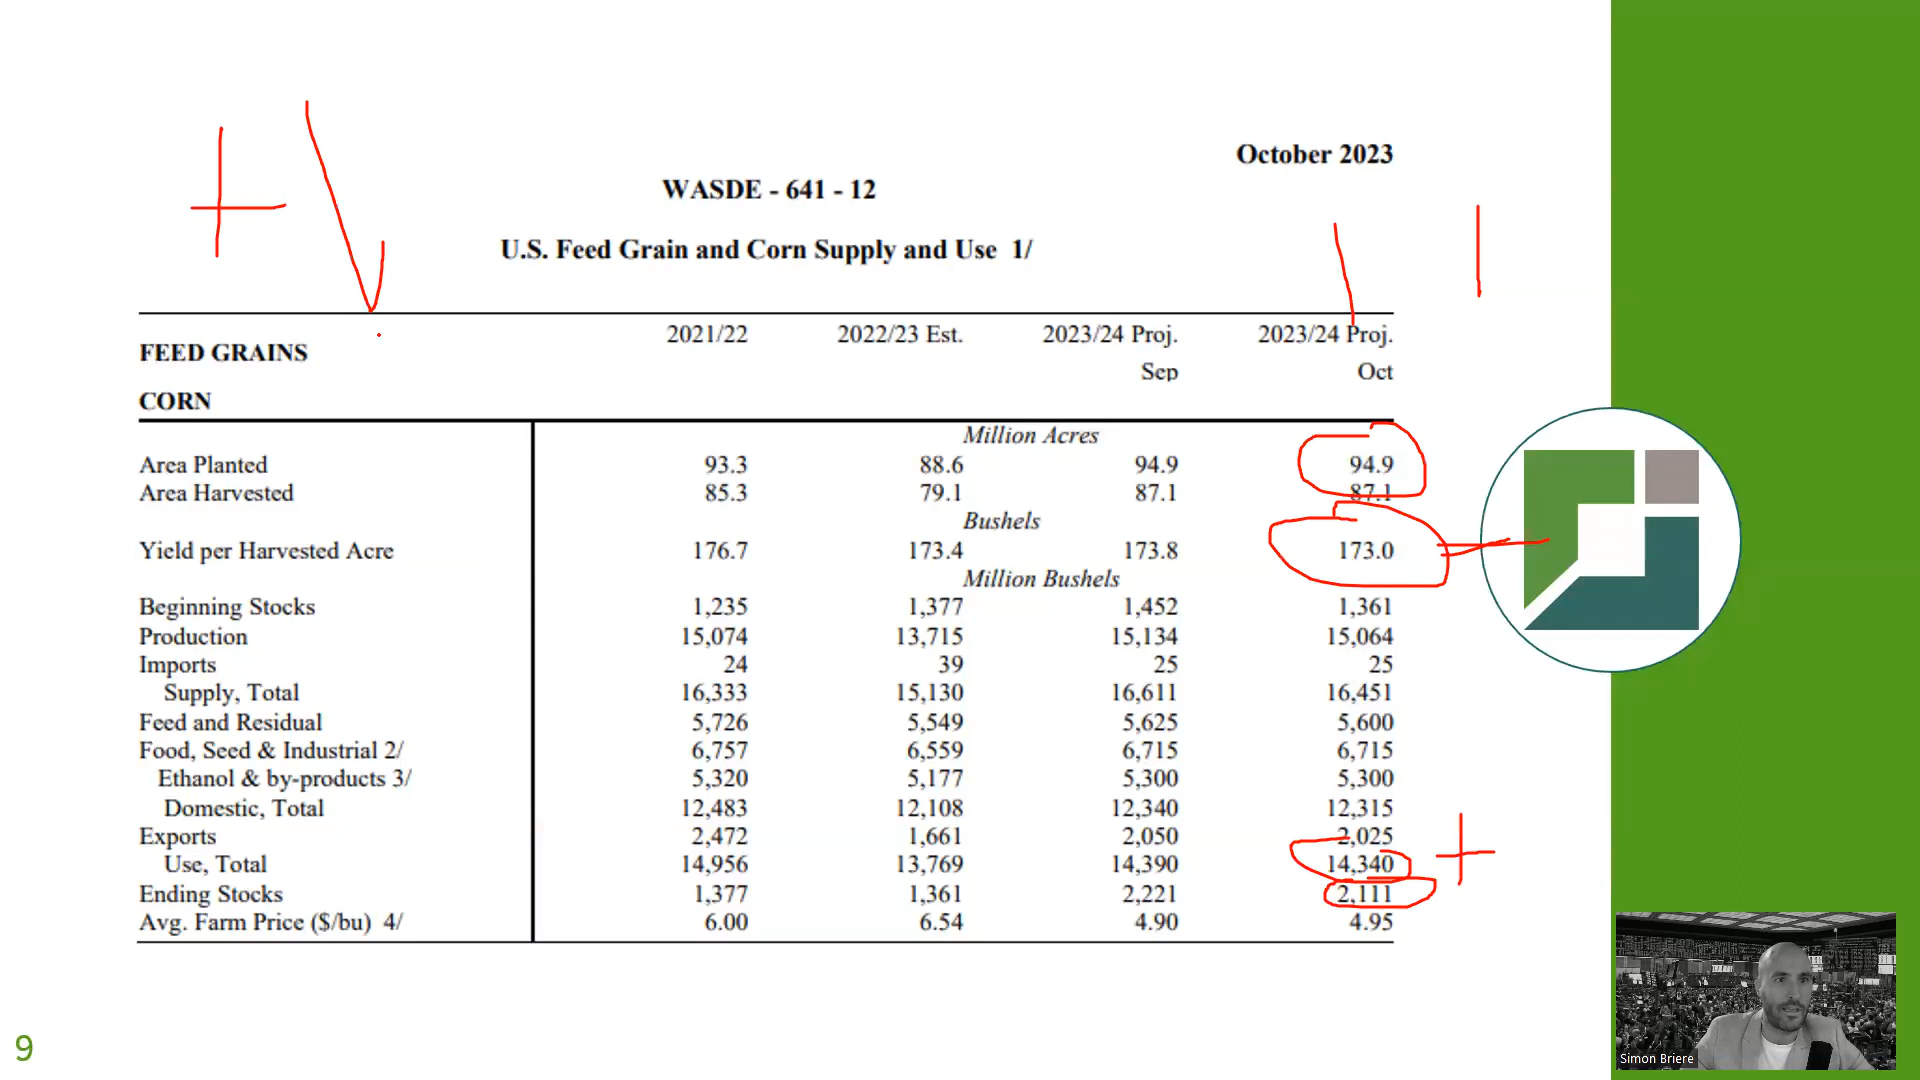 October 2023
WASDE - 641 - 12
U.S. Feed Grain and Corn Supply and Use 1/
FEED GRAINS 2021/22 2022/23 Est. 2023/24 Proj. 2023/24 Proj.
Sep Oct
CORN
Million Acres
Area Planted 93.3 88.6 94.9 94.9
Area Harvested 85.3 79.1 87.1 87.1
Bushels
Yield per Harvested Acre 176.7 173.4 173.8 173.0
Million Bushels
Beginning Stocks 1,235 1,377 1,452 1,361
Production 15,074 13,715 15,134 15,064
Imports 24 39 25 25
Supply, Total 16,333 15,130 16,611 16,451
Feed and Residual 5,726 5,549 5,625 5,600
Food, Seed & Industrial 2/ 6,757 6,559 6,715 6,715
Ethanol & by-products 3/ 5,320 5,177 5,300 5,300
Domestic, Total 12,483 12,108 12,340 12,315
Exports 2,472 1,661 2,050 2,025
Use, Total 14,956 13,769 14,390 14,340
Ending Stocks 1,377 1,361 2,221 2,111
Avg. Farm Price ($/bu) 4/ 6.00 6.54 4.90 4.95
9
Simon Briere